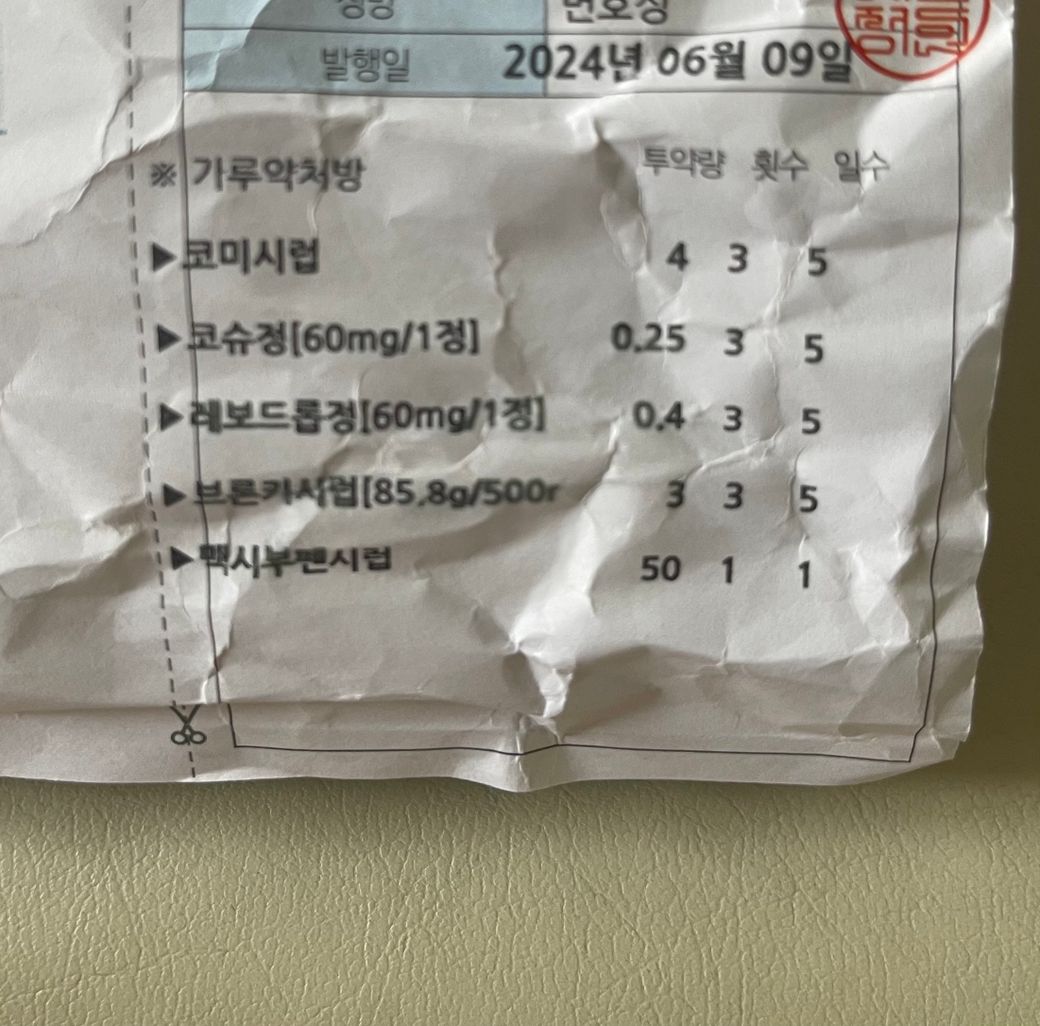 발행일 2024년 06월 09일
※ 가루약처방 투약량 횟수 일수
▶코미시럽 4 3 5
▶코슈정[60mg/1정] 0.25 3 5
▶레보드롭정[60mg/1정] 0.4 3 5
▶브론카시럽[85.8g/500 3 3 5
▶맥시부펜시럽 50 1 1